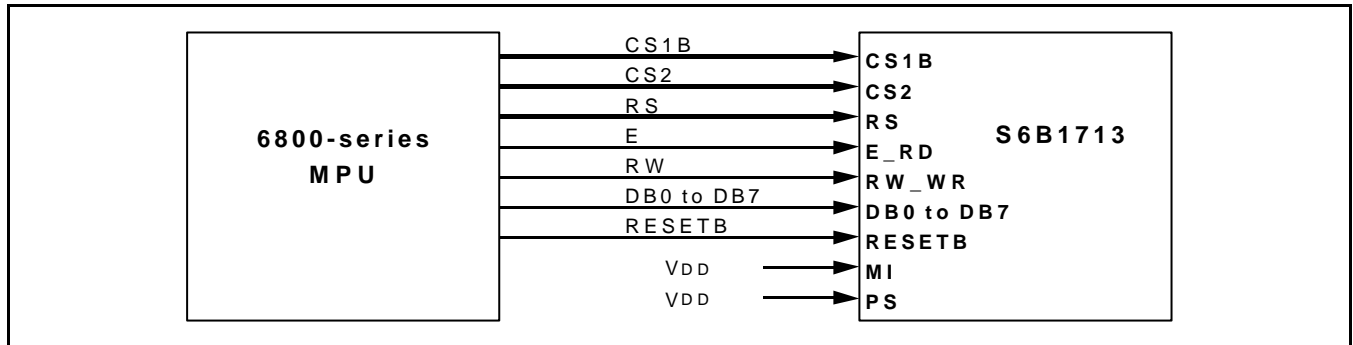 6800-series
MPU
CS1B
CS2
RS
E
RW
DB0 to DB7
RESETB
VDD
VDD
CS1B
CS2
RS
E_RD
RW_WR
DB0 to DB7
RESETB
MI
PS
S6B1713